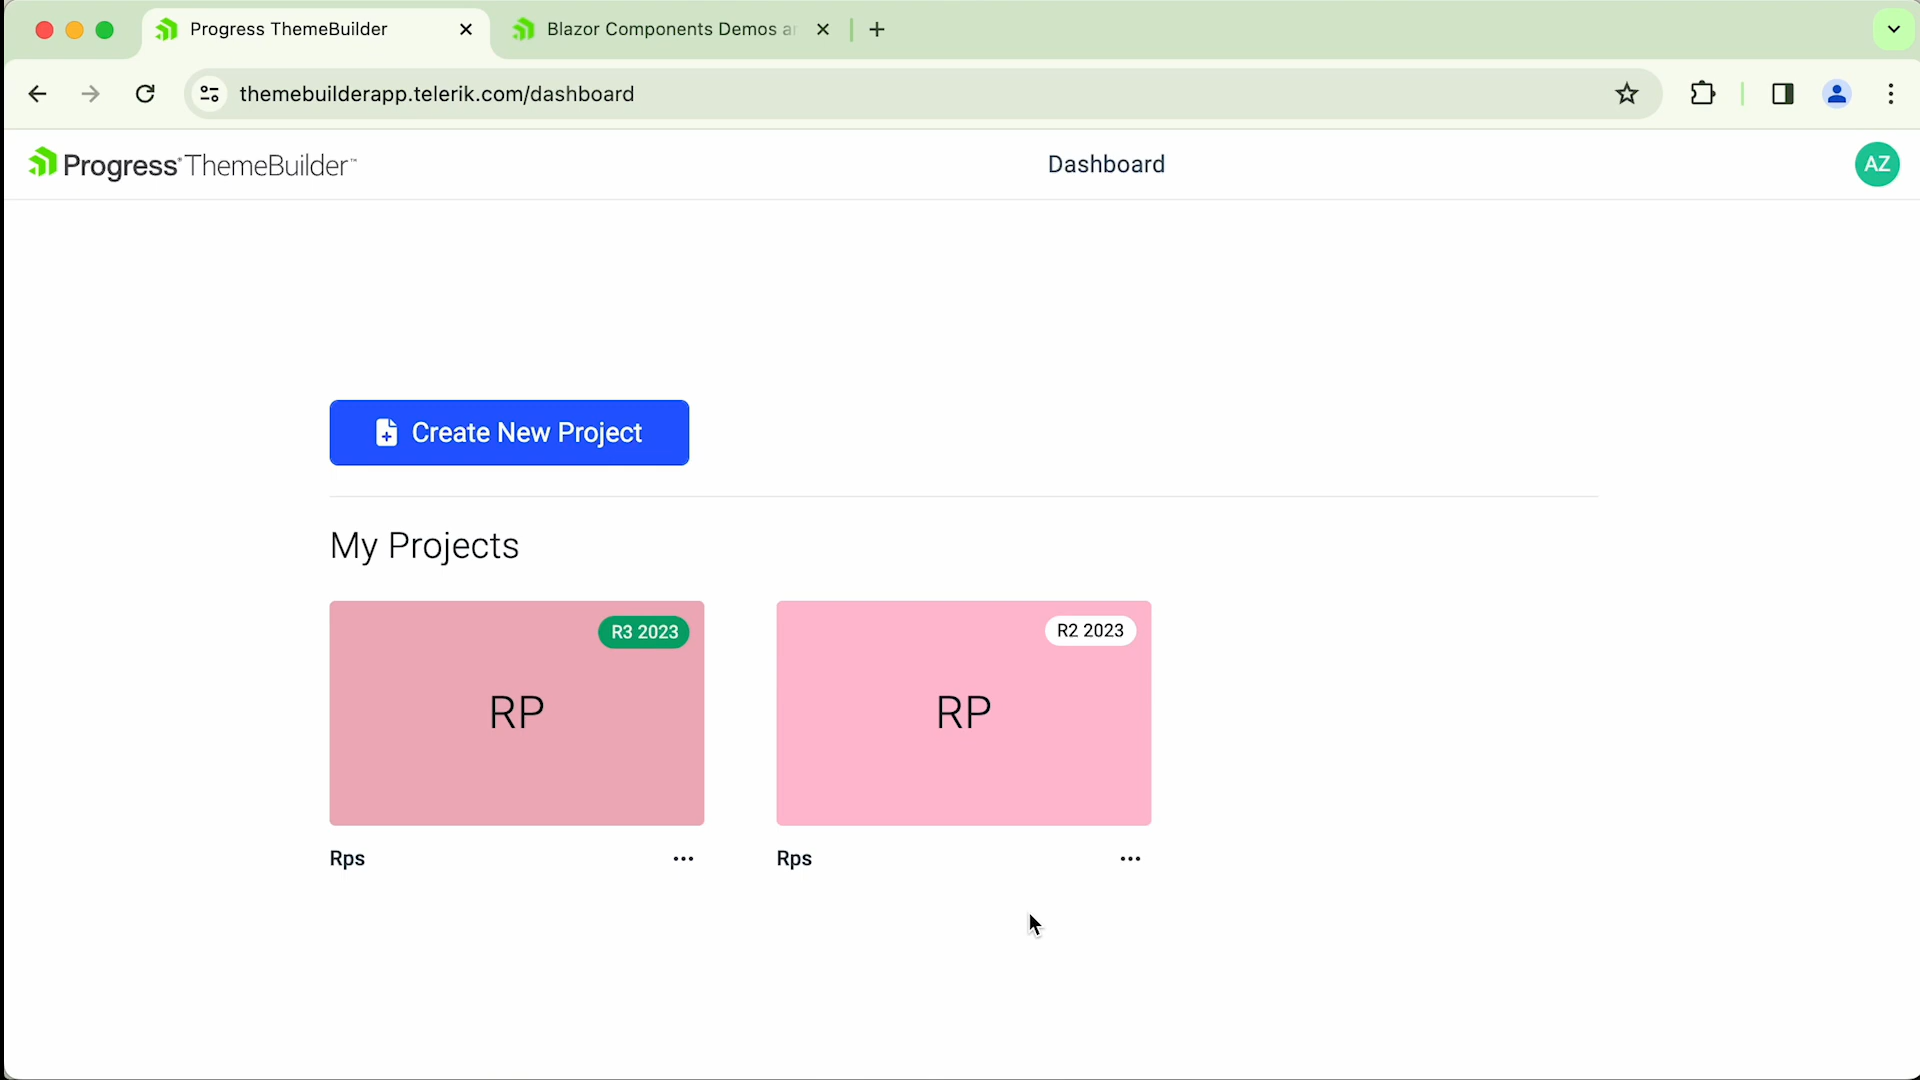 Progress ThemeBuilder
Blazor Components Demos a
themebuilderapp.telerik.com/dashboard
Progress® ThemeBuilder™
Dashboard
AZ
Create New Project
My Projects
R3 2023
RP
R2 2023
RP
Rps
Rps